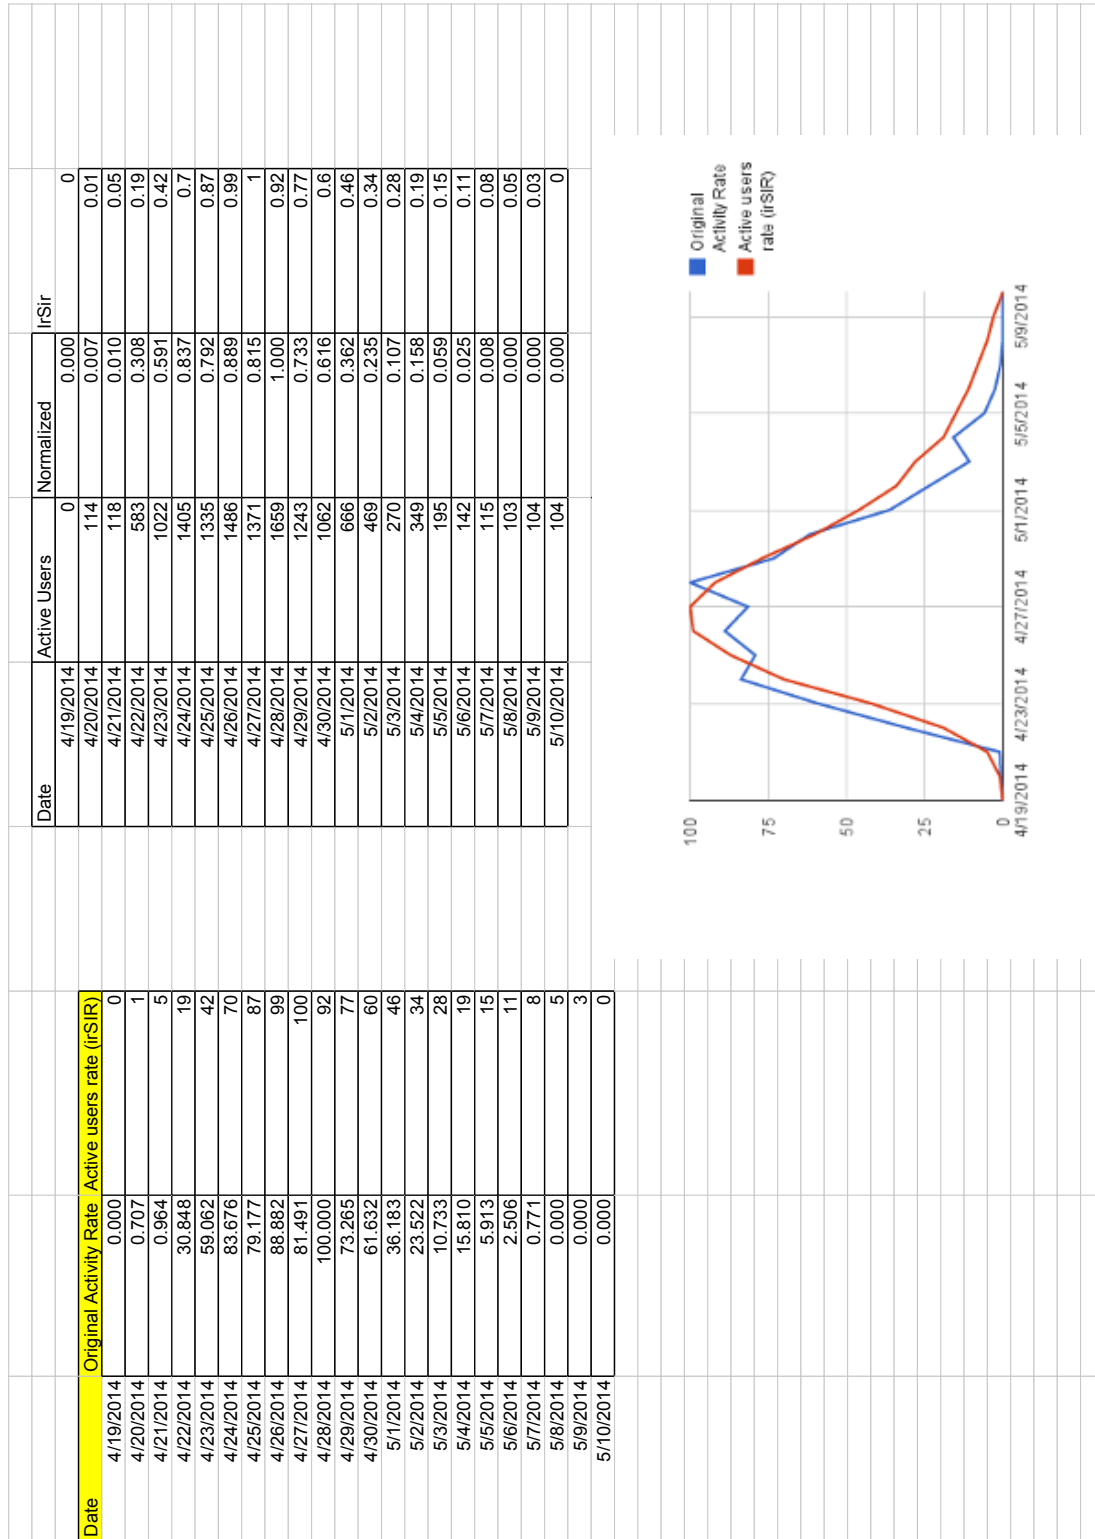 Date Original Activity Rate Active users rate (irSIR)
4/19/2014 0.000 0
4/20/2014 0.707 1
4/21/2014 0.964 5
4/22/2014 30.848 19
4/23/2014 59.062 42
4/24/2014 83.676 70
4/25/2014 79.177 87
4/26/2014 88.882 99
4/27/2014 81.491 100
4/28/2014 100.000 92
4/29/2014 73.265 77
4/30/2014 61.632 60
5/1/2014 36.183 46
5/2/2014 23.522 34
5/3/2014 10.733 28
5/4/2014 15.810 19
5/5/2014 5.913 15
5/6/2014 2.506 11
5/7/2014 0.771 8
5/8/2014 0.000 5
5/9/2014 0.000 3
5/10/2014 0.000 0
Date Active Users Normalized IrSir
4/19/2014 0 0.000 0
4/20/2014 114 0.007 0.01
4/21/2014 118 0.010 0.05
4/22/2014 583 0.308 0.19
4/23/2014 1022 0.591 0.42
4/24/2014 1405 0.837 0.7
4/25/2014 1335 0.792 0.87
4/26/2014 1486 0.889 0.99
4/27/2014 1371 0.815 1
4/28/2014 1659 1.000 0.92
4/29/2014 1243 0.733 0.77
4/30/2014 1062 0.616 0.6
5/1/2014 666 0.362 0.46
5/2/2014 469 0.235 0.34
5/3/2014 270 0.107 0.28
5/4/2014 349 0.158 0.19
5/5/2014 195 0.059 0.15
5/6/2014 142 0.025 0.11
5/7/2014 115 0.008 0.08
5/8/2014 103 0.000 0.05
5/9/2014 104 0.000 0.03
5/10/2014 104 0.000 0
100
75
50
25
0
4/19/2014 4/23/2014 4/27/2014 5/1/2014 5/5/2014 5/9/2014
Original
Activity Rate
Active users
rate (irSIR)